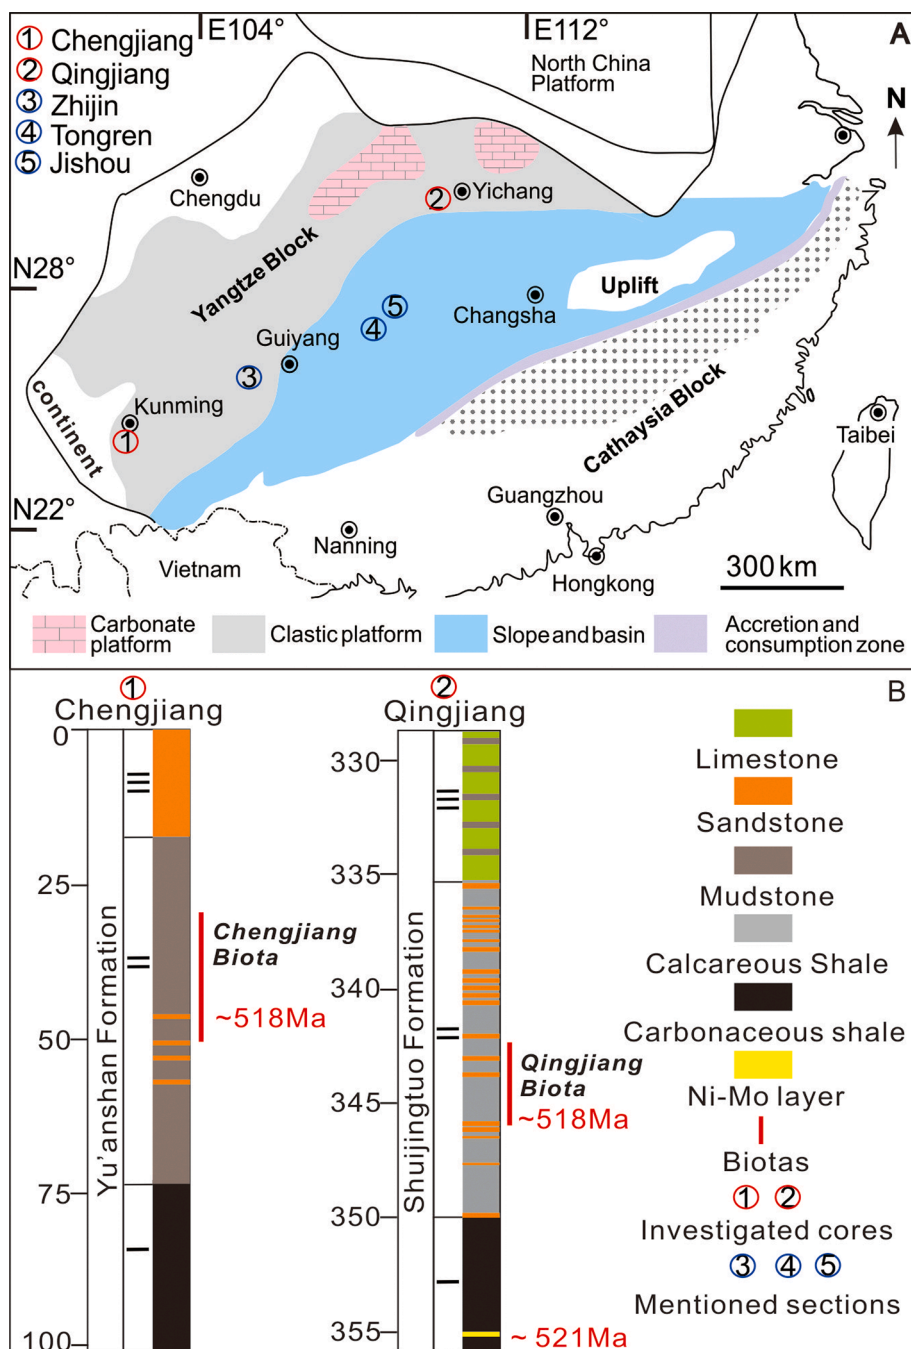 E104°
E112°
A
① Chengjiang
② Qingjiang
③ Zhijin
④ Tongren
⑤ Jishou
North China
Platform
N
Chengdu
② Yichang
N28°
Yangtze Block
Uplift
⑤
④
Changsha
Guiyang
③
continent
Kunming
①
Cathaysia Block
Taibei
N22°
Guangzhou
Nanning
Vietnam
Hongkong
300 km
Carbonate
platform
Clastic platform
Slope and basin
Accretion and
consumption zone
B
①
Chengjiang
0
25
50
75
100
Yu'anshan Formation
Chengjiang
Biota
~518Ma
②
Qingjiang
330
335
340
345
350
355
Shuijingtuo Formation
Qingjiang
Biota
~518Ma
~ 521Ma
Limestone
Sandstone
Mudstone
Calcareous Shale
Carbonaceous shale
Ni-Mo layer
Biotas
① ②
Investigated cores
③ ④ ⑤
Mentioned sections